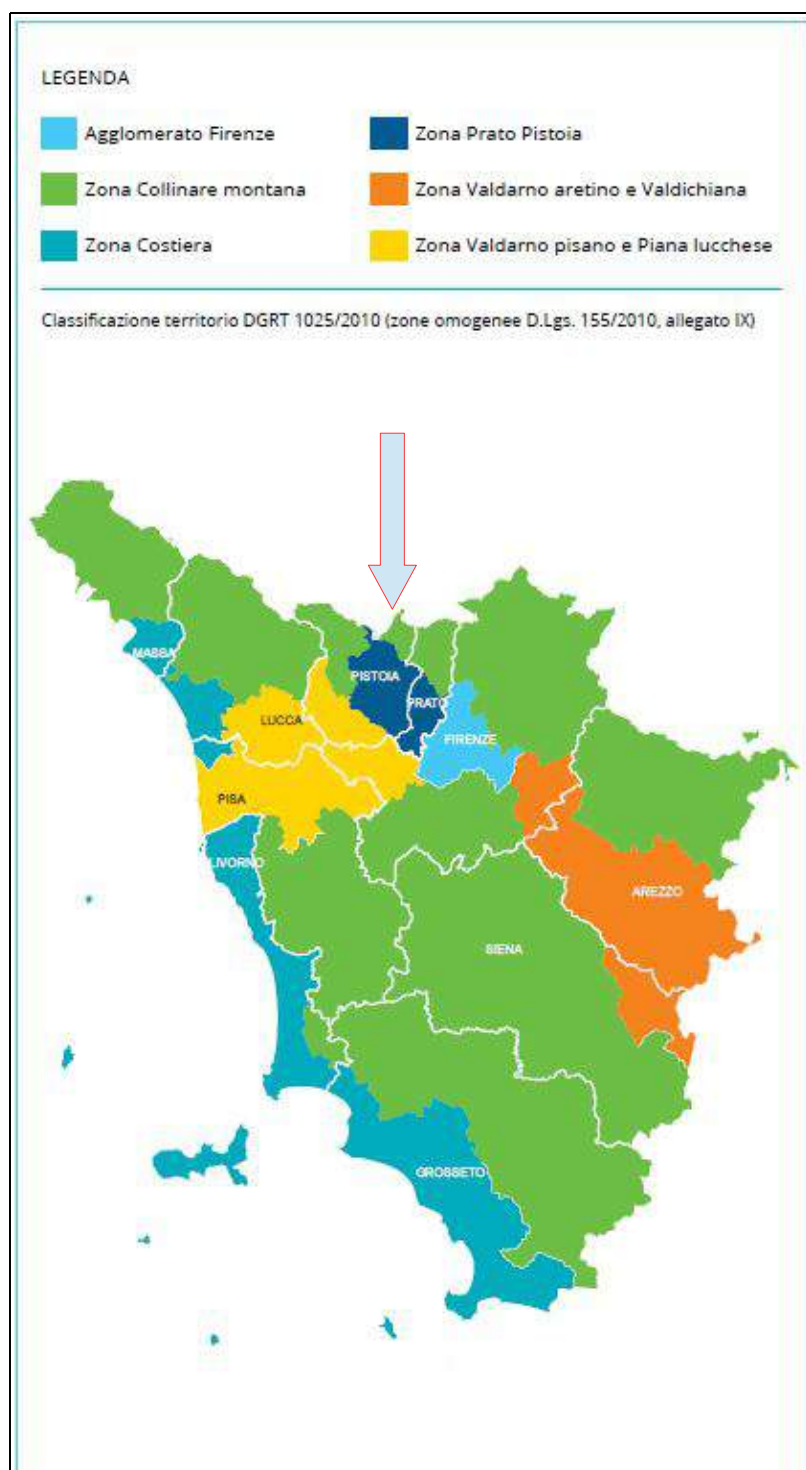 LEGENDA
Agglomerato Firenze
Zona Prato Pistoia
Zona Collinare montana
Zona Valdarno aretino e Valdichiana
Zona Costiera
Zona Valdarno pisano e Piana lucchese
Classificazione territorio DGRT 1025/2010 (zone omogenee D.Lgs. 155/2010, allegato IX)
MASSA
PISTOIA
PRATO
LUCCA
FIRENZE
PISA
LIVORNO
AREZZO
SIENA
GROSSETO